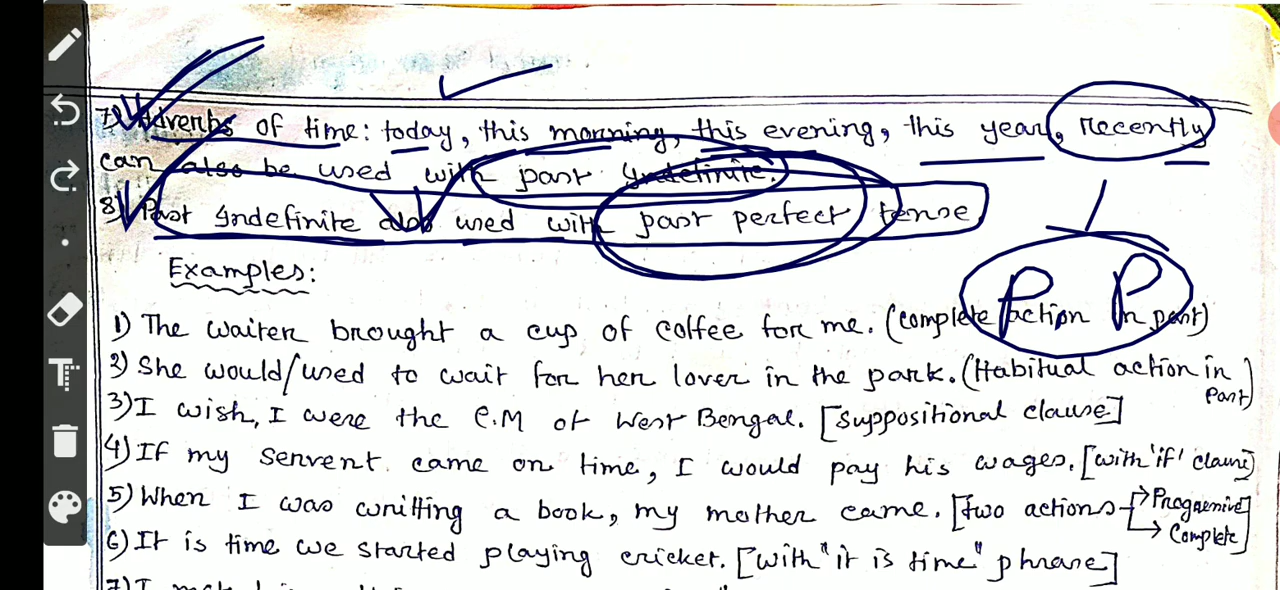 7) Adverbs of time: today, this morning, this evening, this year, recently
can also be used with past Indefinite.
8) Past Indefinite also used with past perfect tense.
P P
Examples:
1) The waiter brought a cup of coffee for me. (complete action in past)
2) She would/used to wait for her lover in the park. (Habitual action in
Past)
3) I wish, I were the C.M of West Bengal. [Suppositional clause]
4) If my servent came on time, I would pay his wages. [with 'if' clause]
5) When I was writting a book, my mother came. [two actions → Progressive
→ Complete]
6) It is time we started playing cricket. [with "it is time" phrase]
7) I